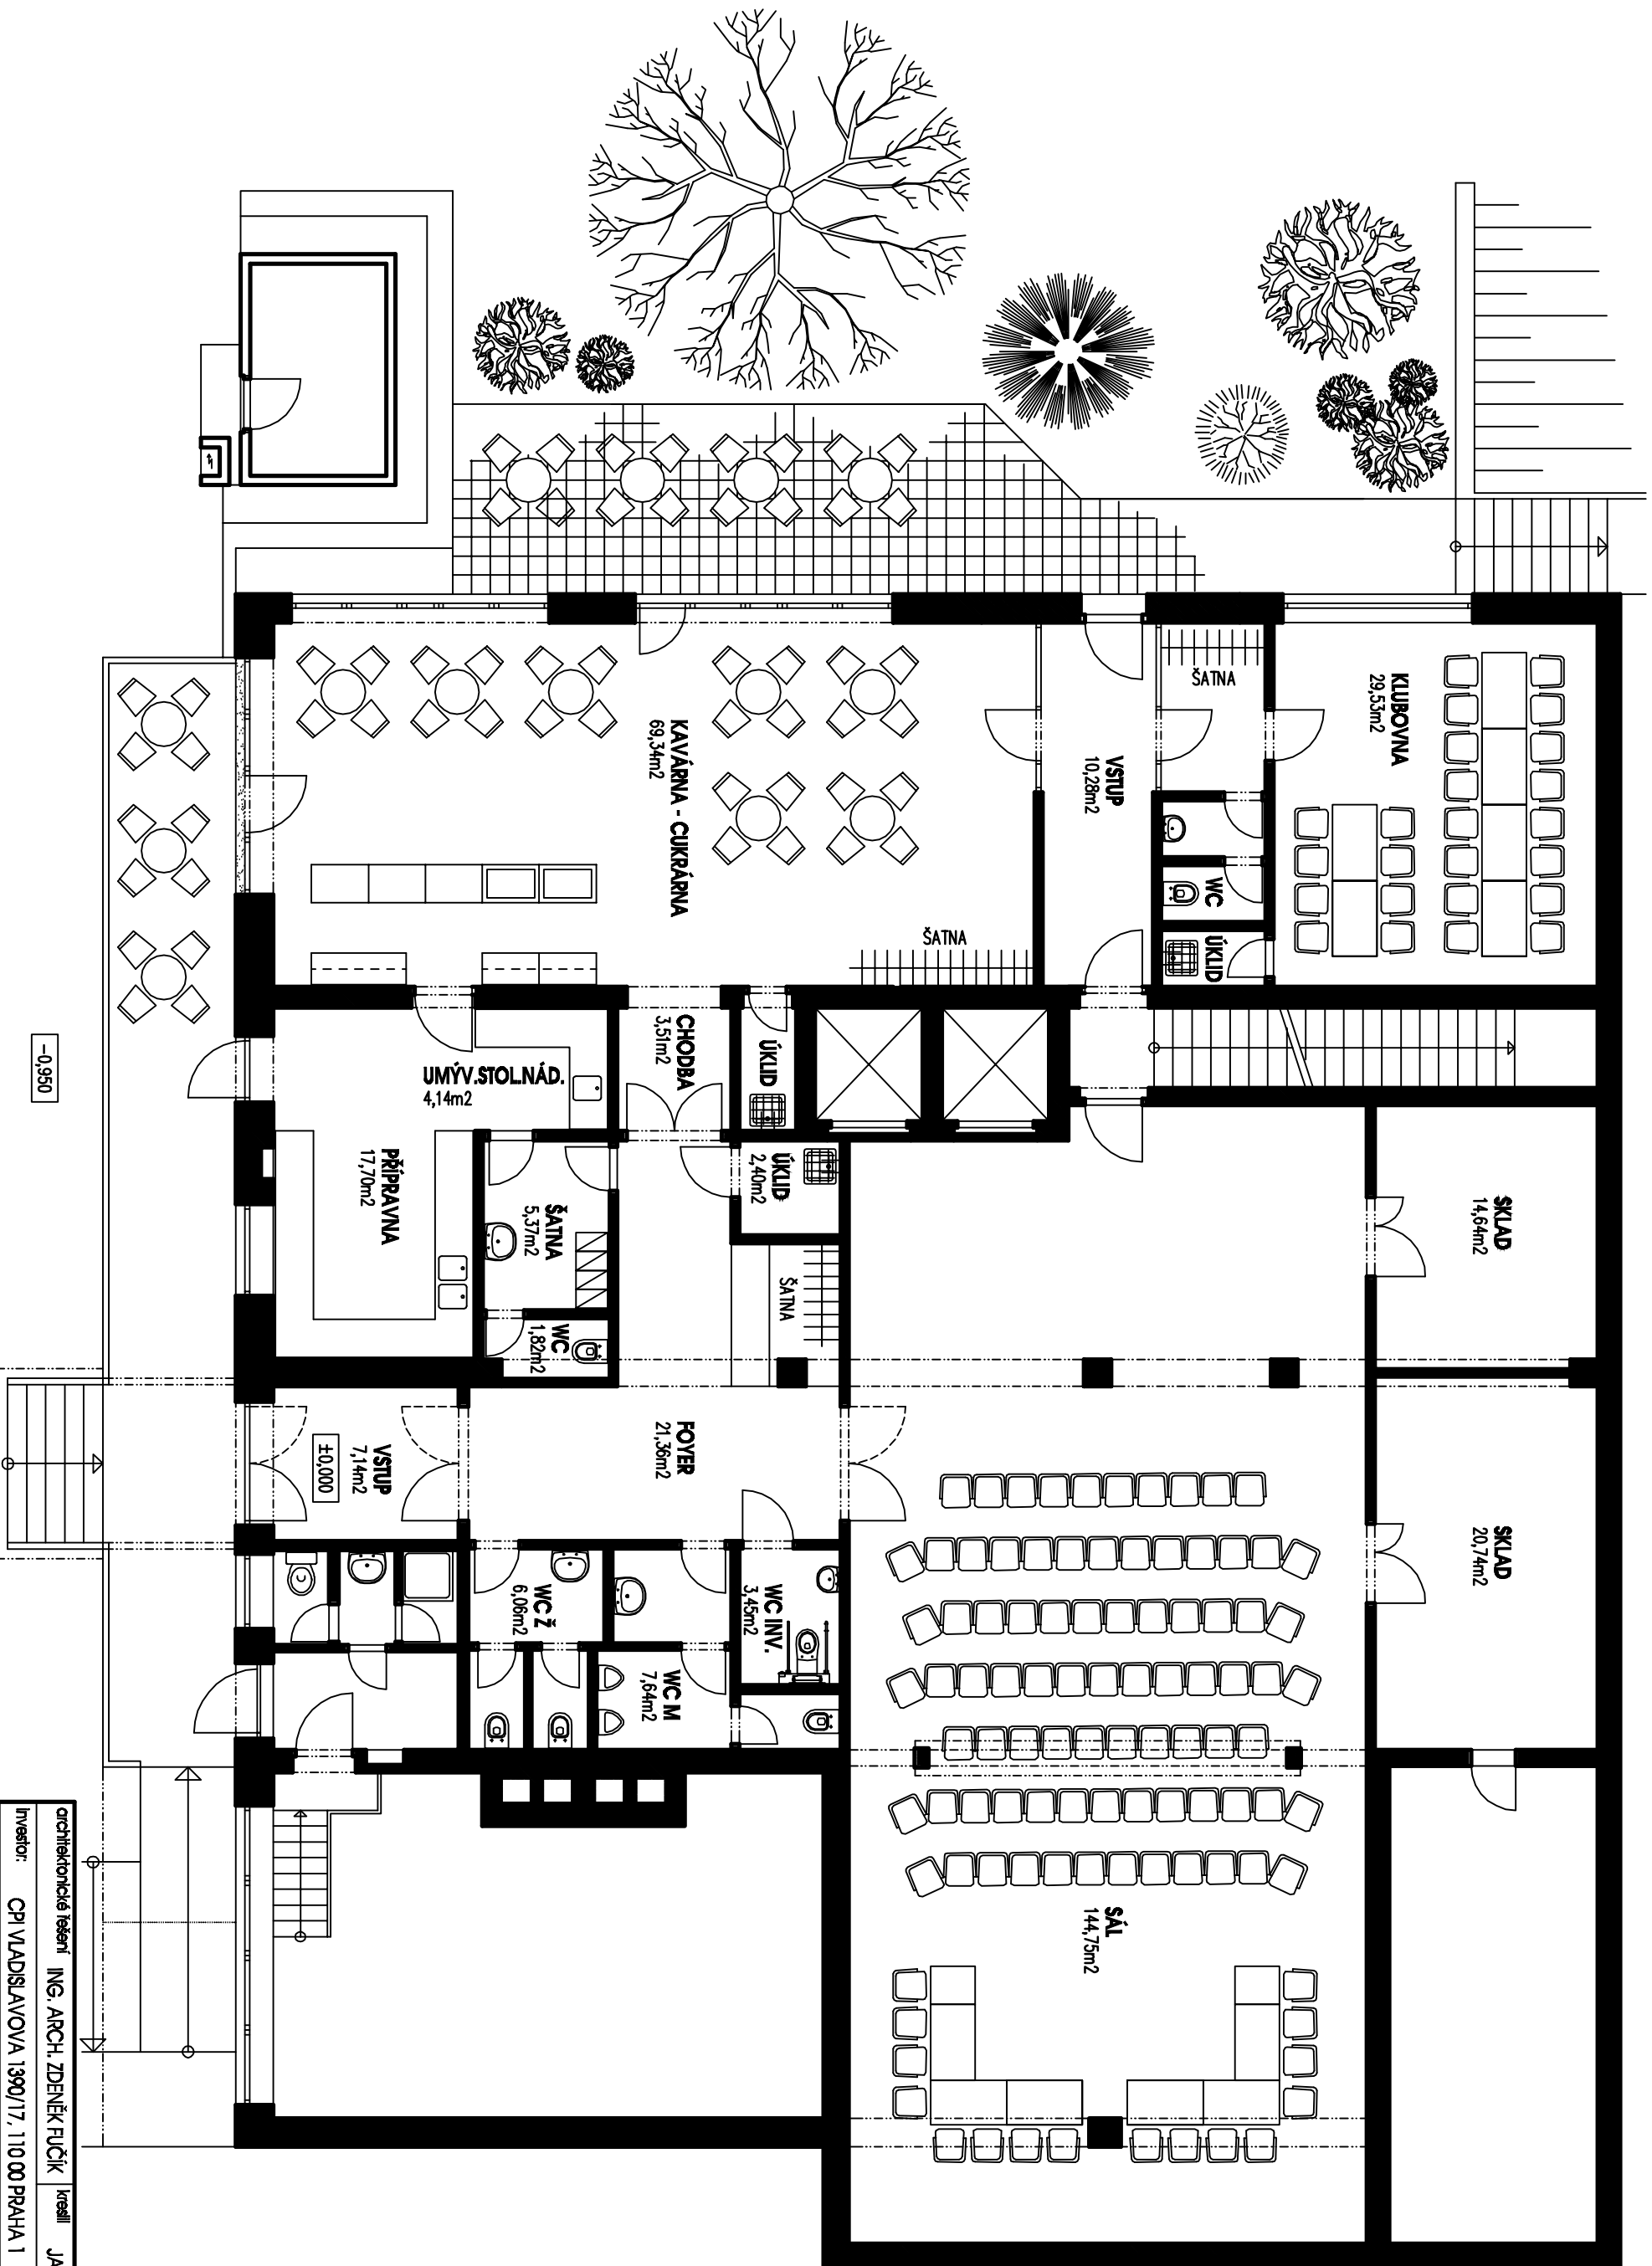 KLUBOVNA
29,53m2
ŠATNA
VSTUP
10,28m2
WC
ÚKLID
KAVÁRNA - CUKRÁRNA
69,34m2
ŠATNA
SKLAD
14,64m2
SKLAD
20,74m2
CHODBA
3,51m2
ÚKLID
UMÝV.STOL.NÁD.
4,14m2
PŘÍPRAVNA
17,70m2
ŠATNA
5,37m2
ÚKLID
2,40m2
ŠATNA
WC
1,82m2
FOYER
21,36m2
VSTUP
7,14m2
±0,000
-0,950
WC INV.
3,45m2
WC Ž
6,06m2
WC M
7,64m2
SÁL
144,75m2
architektonické řešení ING. ARCH. ZDENĚK FUČÍK kreslil JA
investor: CPI VLADISLAVOVA 1390/17, 110 00 PRAHA 1